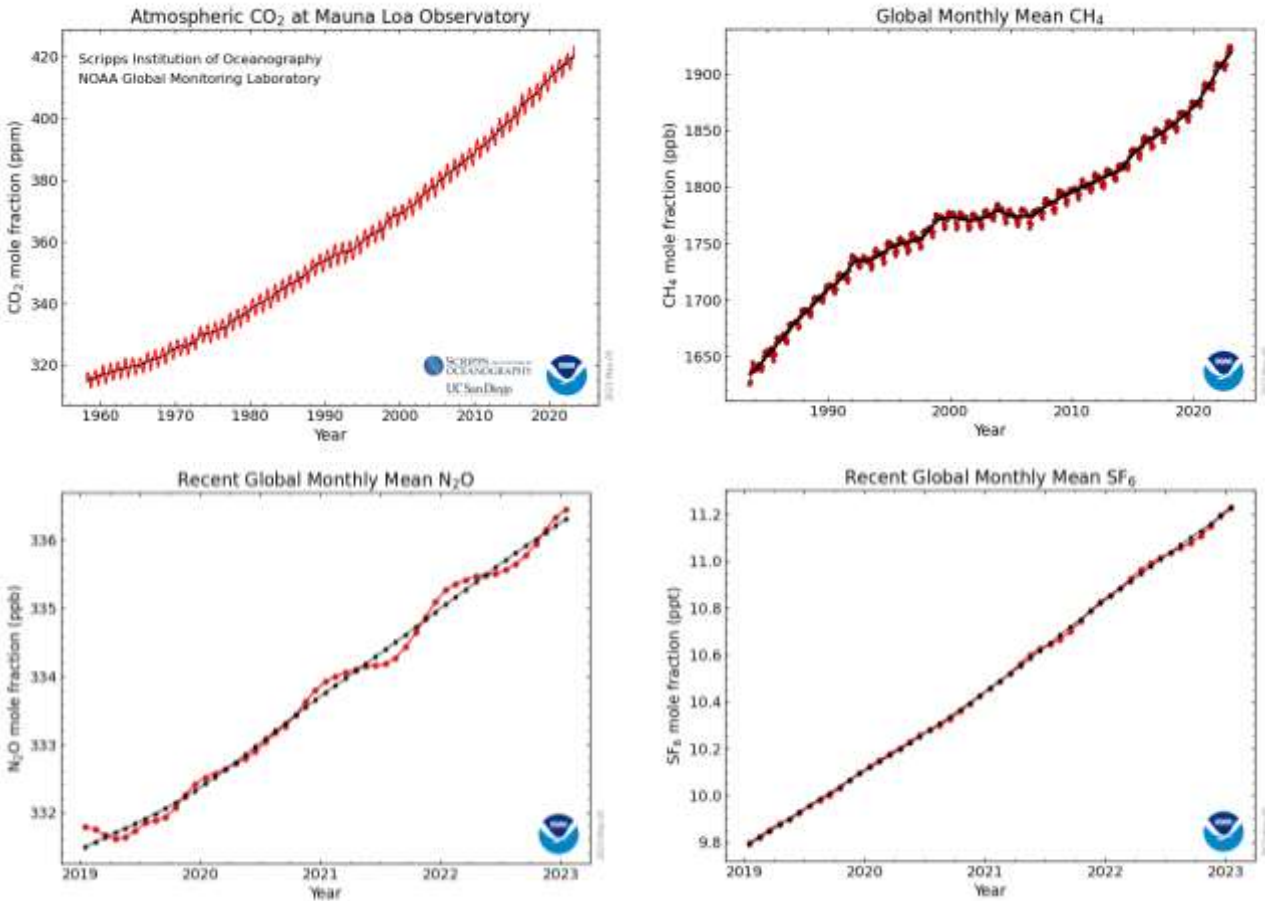 Atmospheric CO₂ at Mauna Loa Observatory
Scripps Institution of Oceanography
NOAA Global Monitoring Laboratory
CO₂ mole fraction (ppm)
420
400
380
360
340
320
1960 1970 1980 1990 2000 2010 2020
Year
SCRIPPS
OCEANOGRAPHY
UC San Diego
Global Monthly Mean CH₄
CH₄ mole fraction (ppb)
1900
1850
1800
1750
1700
1650
1990 2000 2010 2020
Year
Recent Global Monthly Mean N₂O
N₂O mole fraction (ppb)
336
335
334
333
332
2019 2020 2021 2022 2023
Year
Recent Global Monthly Mean SF₆
SF₆ mole fraction (ppt)
11.2
11.0
10.8
10.6
10.4
10.2
10.0
9.8
2019 2020 2021 2022 2023
Year